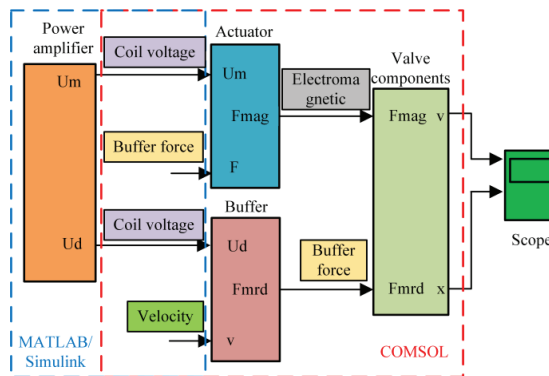 Power
amplifier
Um
Ud
Coil voltage
Buffer force
Coil voltage
Velocity
Actuator
Um
Fmag
F
Buffer
Ud
Fmrd
v
Electroma
gnetic
Buffer
force
Valve
components
Fmag v
Fmrd x
Scope
MATLAB/
Simulink
COMSOL